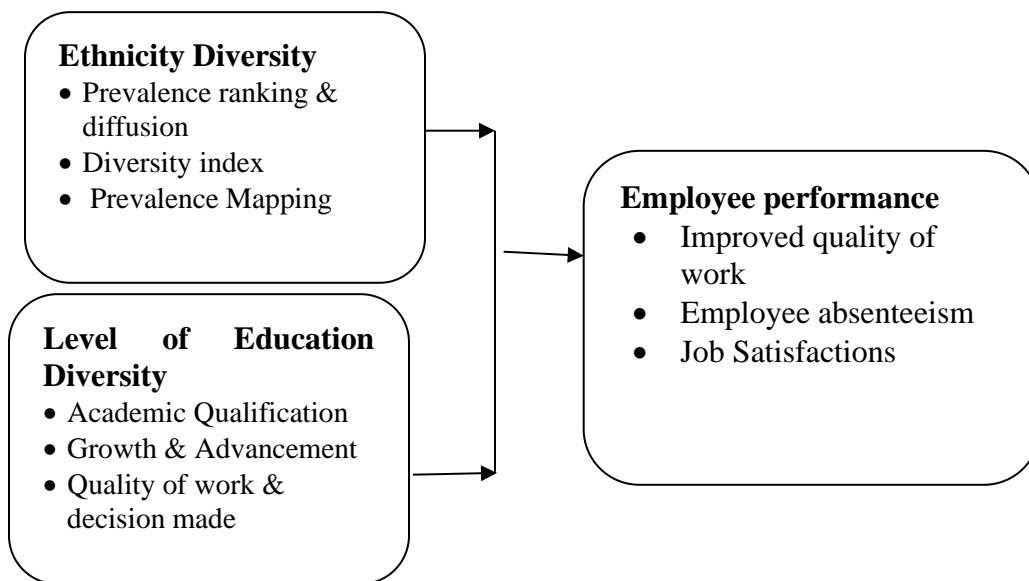 Ethnicity Diversity
• Prevalence ranking &
diffusion
• Diversity index
• Prevalence Mapping
Level of Education
Diversity
• Academic Qualification
• Growth & Advancement
• Quality of work &
decision made
Employee performance
• Improved quality of
work
• Employee absenteeism
• Job Satisfactions